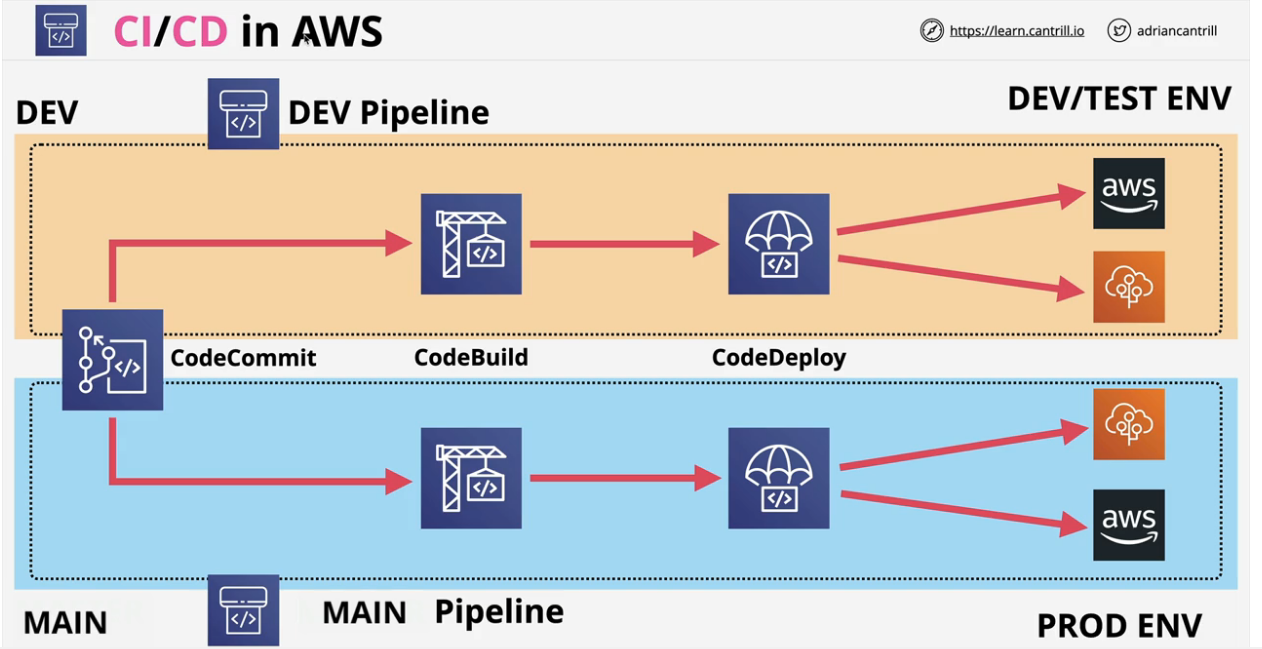 CI/CD in AWS
https://learn.cantrill.io
adriancantrill
DEV
DEV Pipeline
DEV/TEST ENV
aws
</>
</>
</>
</>
</>
CodeCommit
CodeBuild
CodeDeploy
</>
</>
</>
aws
MAIN
</>
MAIN Pipeline
PROD ENV